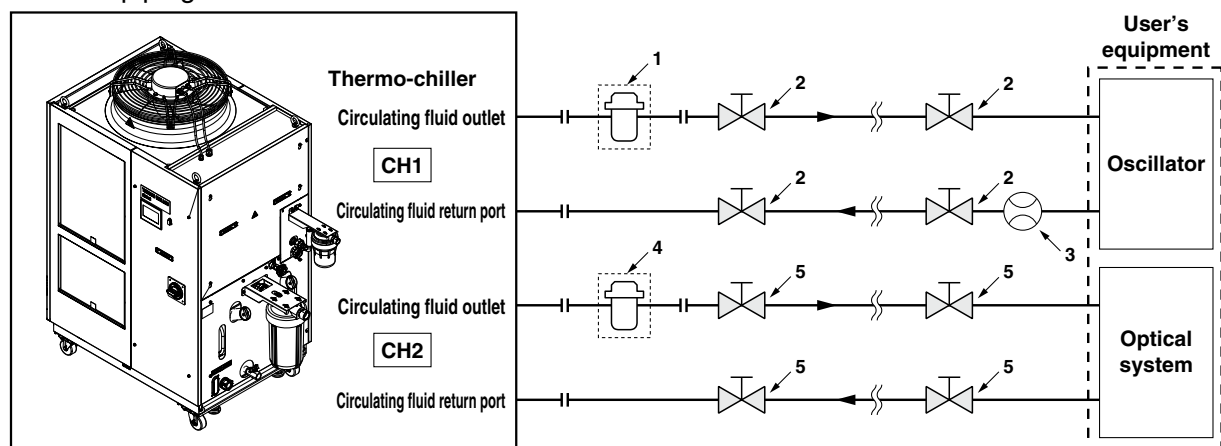 User's
equipment
Thermo-chiller
Circulating fluid outlet
1
2
2
CH1
Oscillator
Circulating fluid return port
2
2
3
Circulating fluid outlet
4
5
5
CH2
Optical
system
Circulating fluid return port
5
5